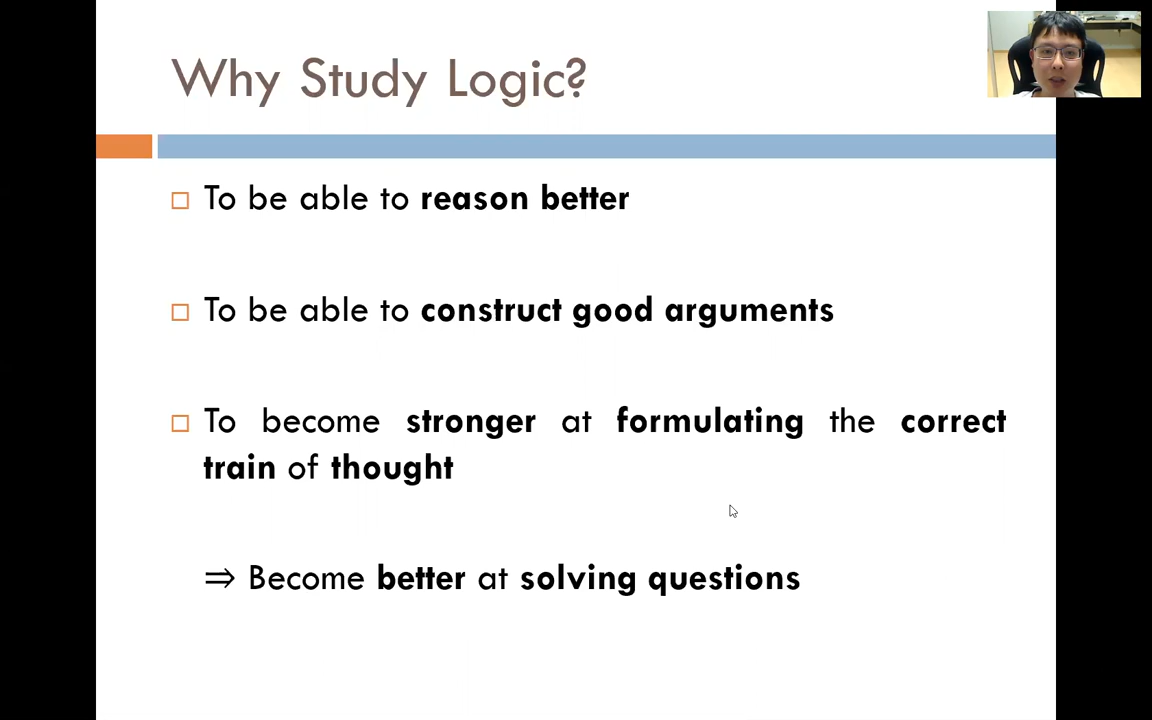 Why Study Logic?
To be able to reason better
To be able to construct good arguments
To become stronger at formulating the correct
train of thought
⇒ Become better at solving questions